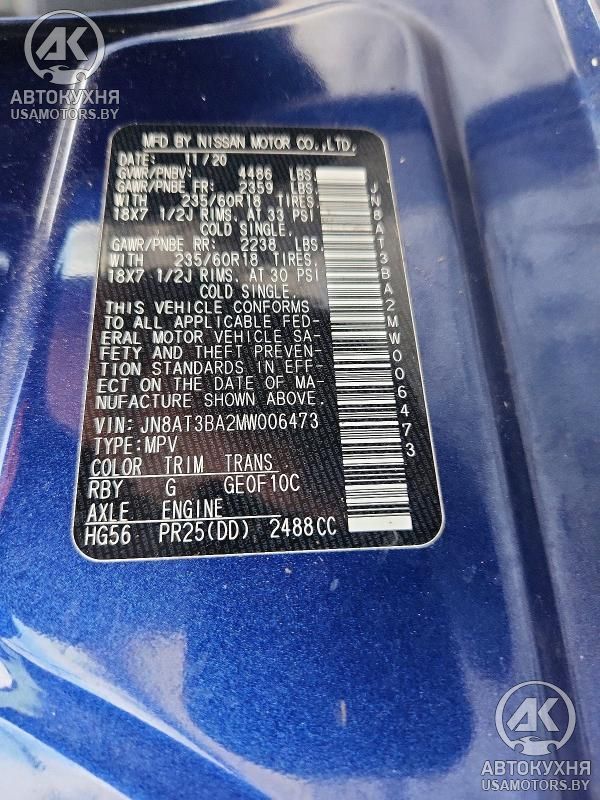 AK
АВТОКУХНЯ
USAMOTORS.BY
MFD BY NISSAN MOTOR CO.,LTD.
DATE: 11/20
GVWR/PNBV: 4486 LBS.
GAWR/PNBE FR: 2359 LBS.
WITH 235/60R18 TIRES,
18X7 1/2J RIMS, AT 33 PSI
COLD SINGLE,
GAWR/PNBE RR: 2238 LBS.
WITH 235/60R18 TIRES,
18X7 1/2J RIMS, AT 30 PSI
COLD SINGLE,
THIS VEHICLE CONFORMS
TO ALL APPLICABLE FED-
ERAL MOTOR VEHICLE SA-
FETY AND THEFT PREVEN-
TION STANDARDS IN EFF-
ECT ON THE DATE OF MA-
NUFACTURE SHOWN ABOVE.
VIN: JN8AT3BA2MW006473
TYPE:MPV
COLOR TRIM TRANS
RBY G GE0F10C
AXLE ENGINE
HG56 PR25(DD) 2488CC
JN8AT3BA2MW006473
AK
АВТОКУХНЯ
USAMOTORS.BY